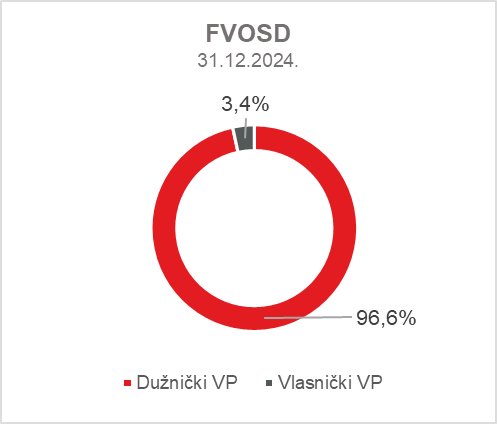 FVOSD
31.12.2024.
3,4%
96,6%
Dužnički VP
Vlasnički VP